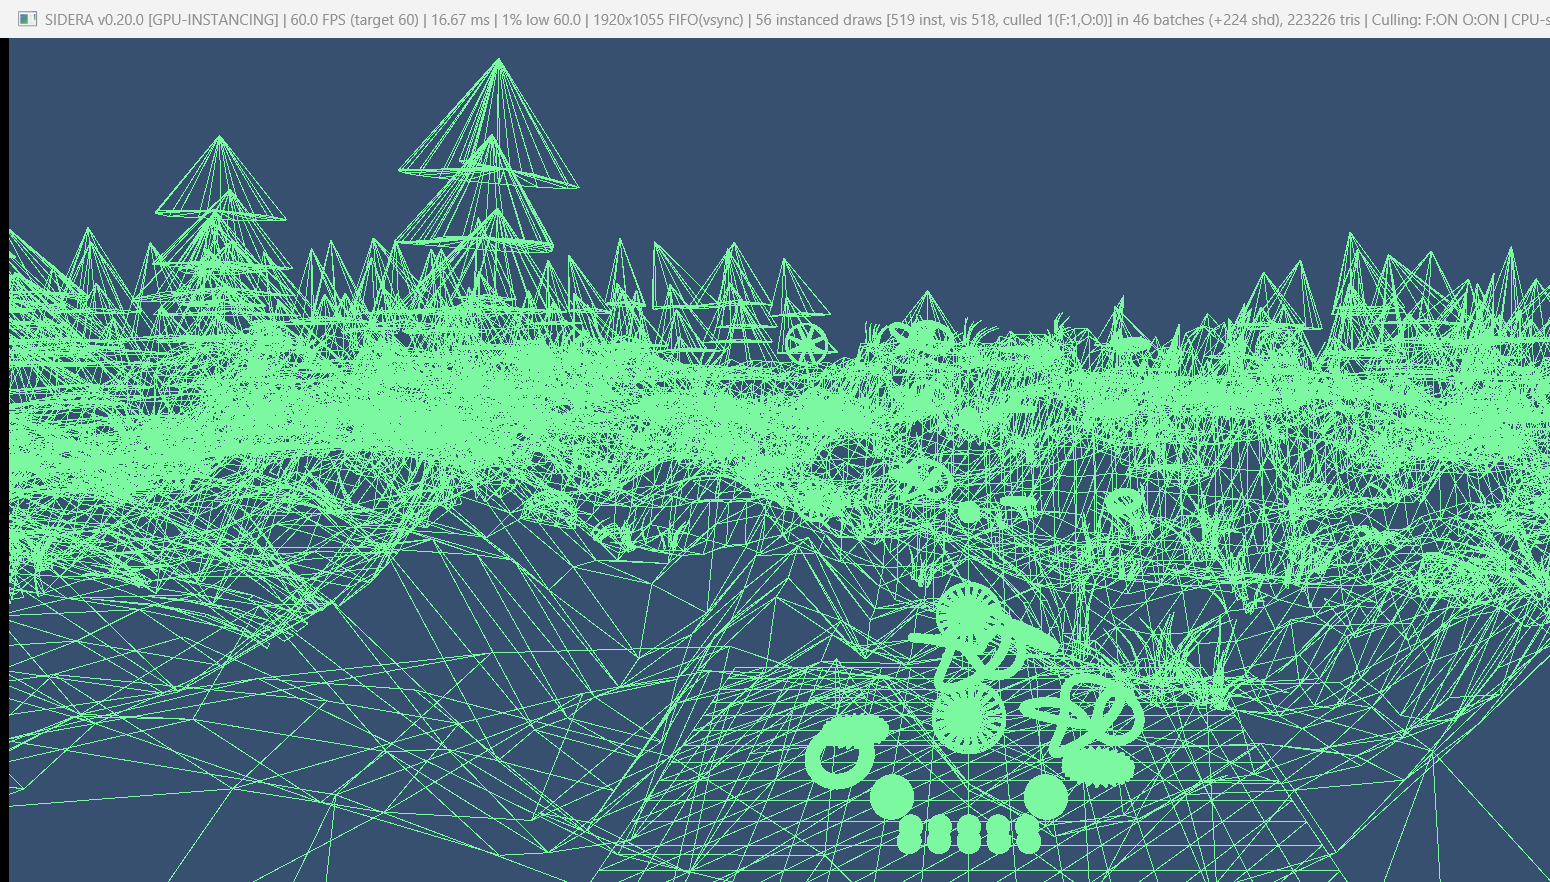 SIDERA v0.20.0 [GPU-INSTANCING] | 60.0 FPS (target 60) | 16.67 ms | 1% low 60.0 | 1920x1055 FIFO(vsync) | 56 instanced draws [519 inst, vis 518, culled 1(F:1,O:0)] in 46 batches (+224 shd), 223226 tris | Culling: F:ON O:ON | CPU-s